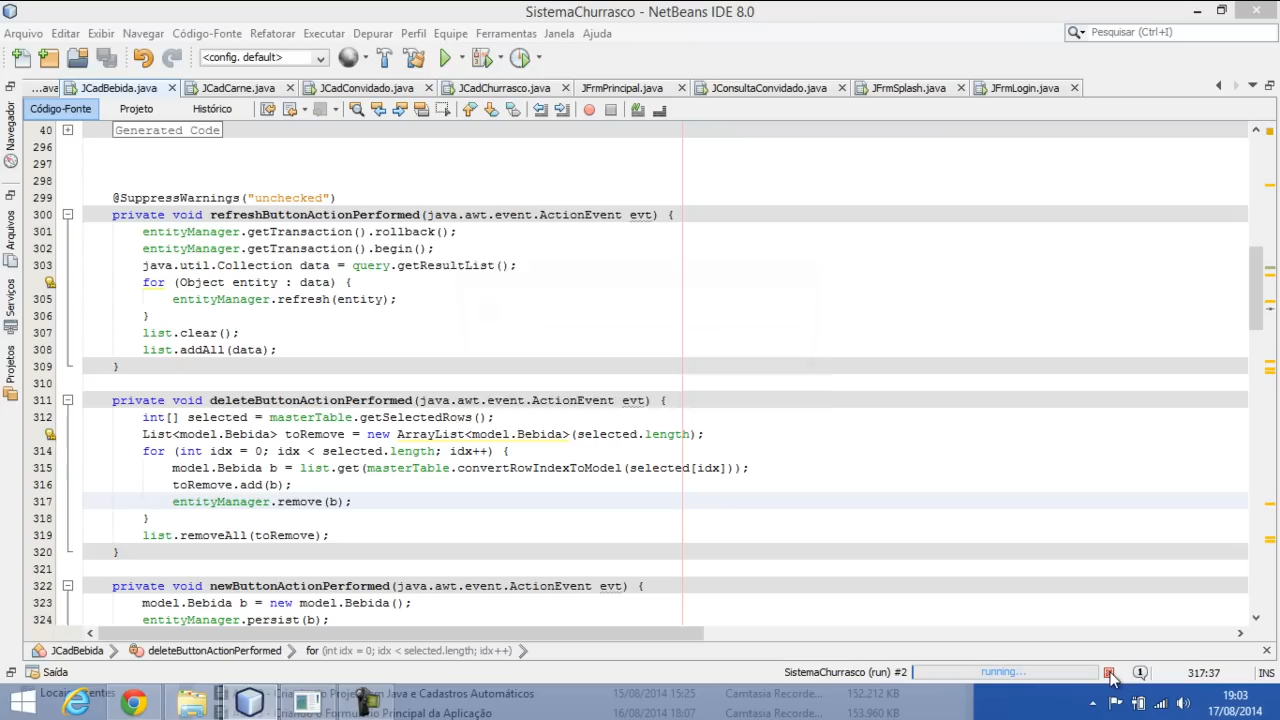 SistemaChurrasco - NetBeans IDE 8.0
Arquivo Editar Exibir Navegar Código-Fonte Refatorar Executar Depurar Perfil Equipe Ferramentas Janela Ajuda
Pesquisar (Ctrl+I)
<config. default>
...ava JCadBebida.java JCadCarne.java JCadConvidado.java JCadChurrasco.java JFrmPrincipal.java JConsultaConvidado.java JFrmSplash.java JFrmLogin.java
Código-Fonte Projeto Histórico
Navegador
Arquivos
Serviços
Projetos
40 Generated Code
296
297
298
299 @SuppressWarnings("unchecked")
300 private void refreshButtonActionPerformed(java.awt.event.ActionEvent evt) {
301 entityManager.getTransaction().rollback();
302 entityManager.getTransaction().begin();
303 java.util.Collection data = query.getResultList();
for (Object entity : data) {
305 entityManager.refresh(entity);
306 }
307 list.clear();
308 list.addAll(data);
309 }
310
311 private void deleteButtonActionPerformed(java.awt.event.ActionEvent evt) {
312 int[] selected = masterTable.getSelectedRows();
List<model.Bebida> toRemove = new ArrayList<model.Bebida>(selected.length);
314 for (int idx = 0; idx < selected.length; idx++) {
315 model.Bebida b = list.get(masterTable.convertRowIndexToModel(selected[idx]));
316 toRemove.add(b);
317 entityManager.remove(b);
318 }
319 list.removeAll(toRemove);
320 }
321
322 private void newButtonActionPerformed(java.awt.event.ActionEvent evt) {
323 model.Bebida b = new model.Bebida();
324 entityManager.persist(b);
JCadBebida deleteButtonActionPerformed for (int idx = 0; idx < selected.length; idx++)
Saída SistemaChurrasco (run) #2 running... 1 317:37 INS
Locais 15/08/2014 15:25 Camtasia Recorde... 152.212 KB
Java e Cadastros Automáticos
Criando o Formulário Principal da Aplicação 16/08/2014 18:07 Camtasia Recorde... 153.960 KB
19:03
17/08/2014